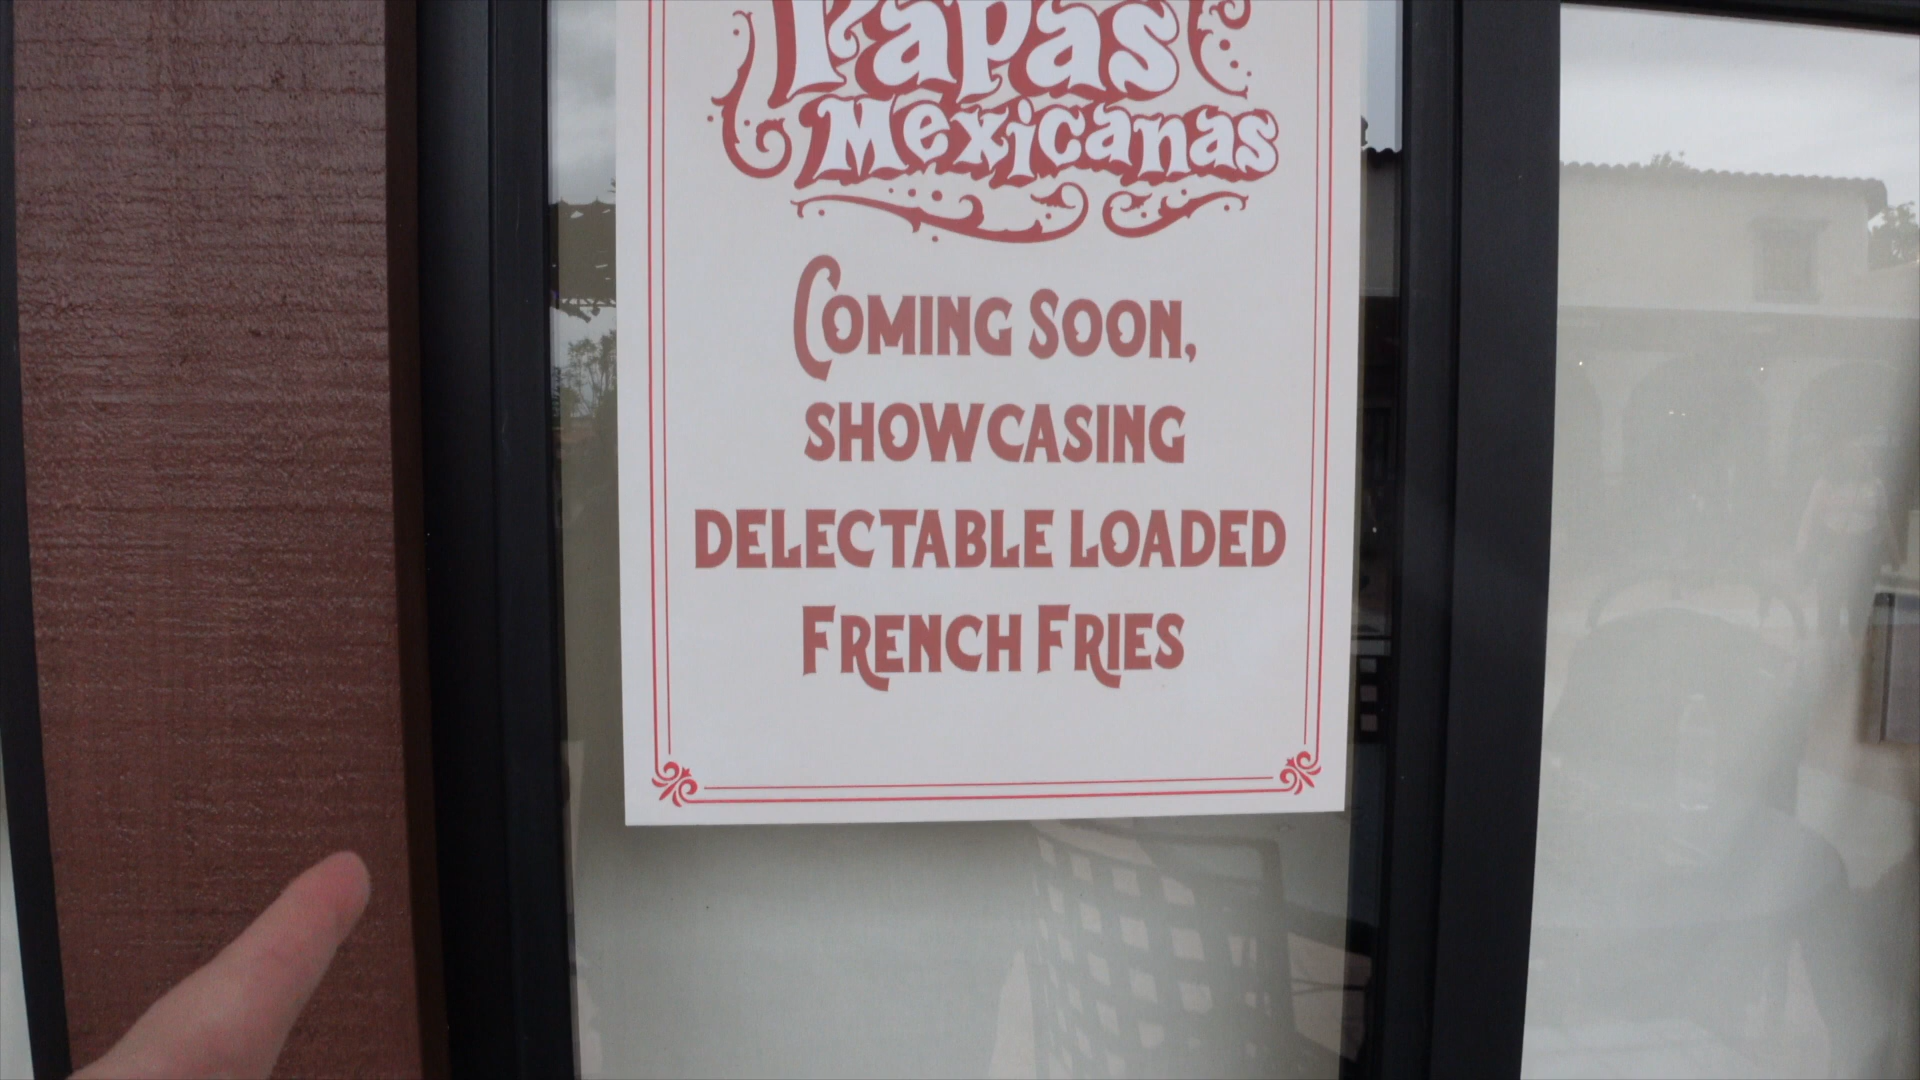 Papas
Mexicanas
COMING SOON,
SHOWCASING
DELECTABLE LOADED
FRENCH FRIES